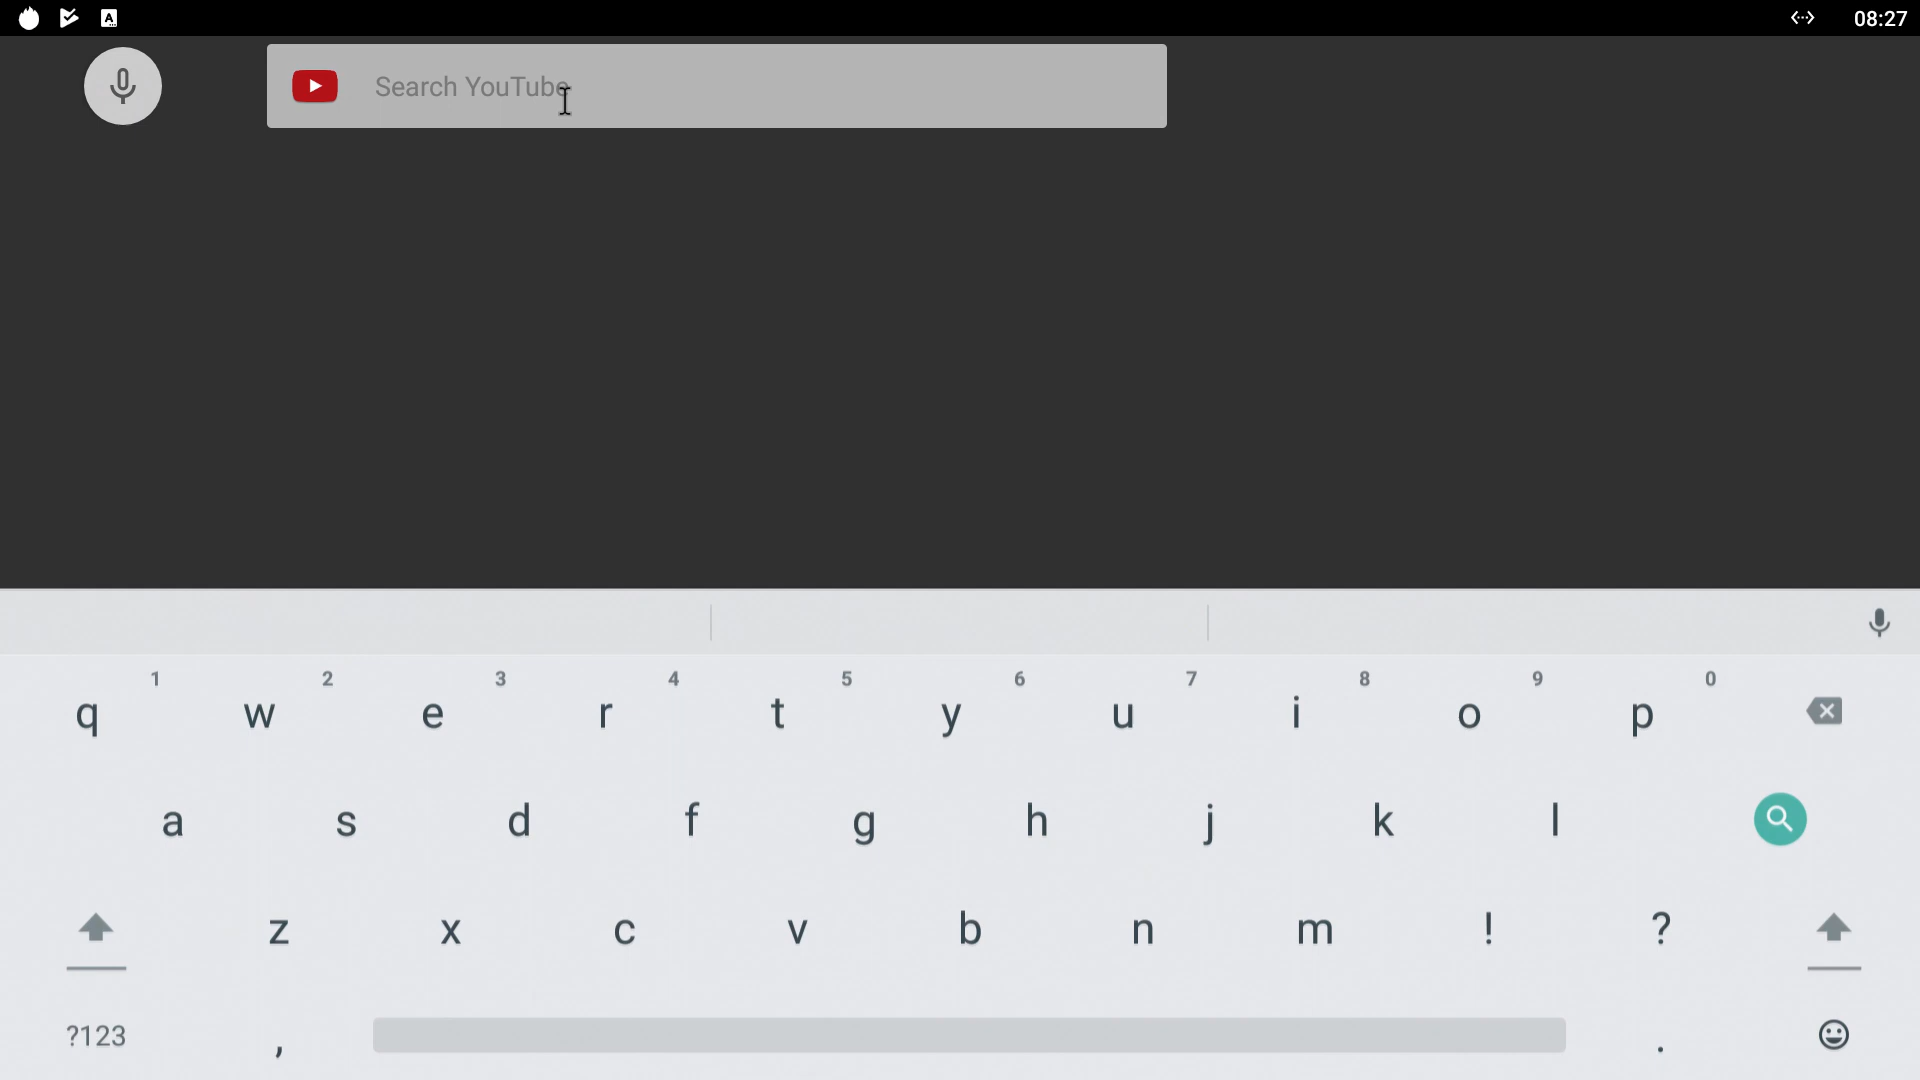 A
08:27
Search YouTube
1 2 3 4 5 6 7 8 9 0
q w e r t y u i o p
a s d f g h j k l
z x c v b n m ! ?
?123 , .